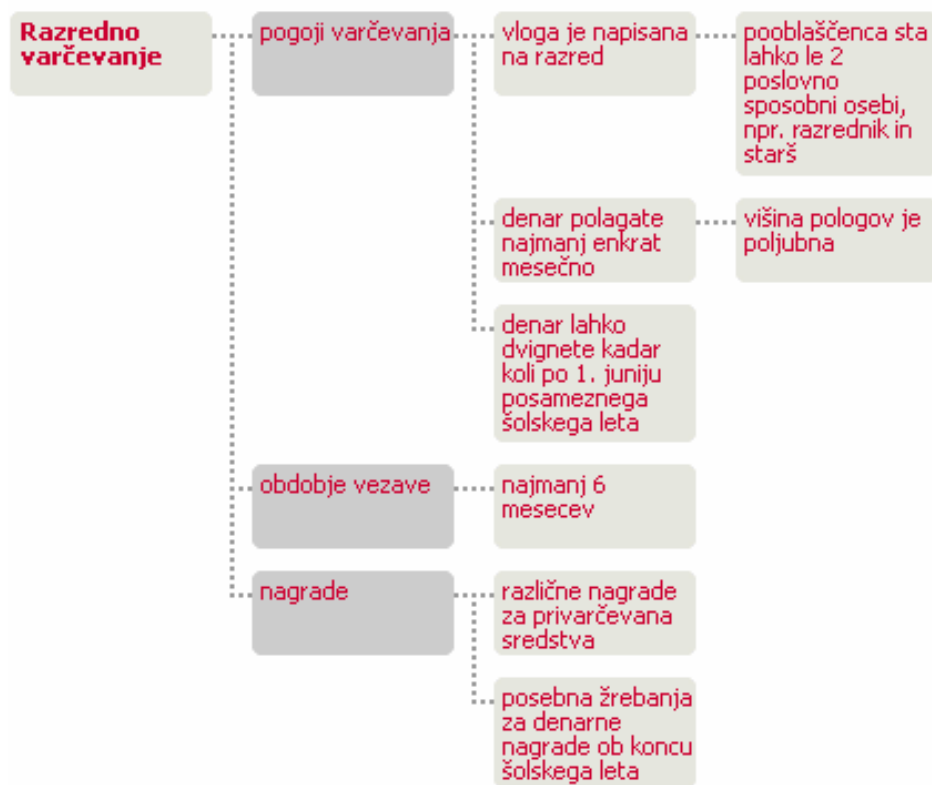 Razredno
varčevanje
pogoji varčevanja
vloga je napisana
na razred
pooblaščenca sta
lahko le 2
poslovno
sposobni osebi,
npr. razrednik in
starš
denar polagate
najmanj enkrat
mesečno
višina pologov je
poljubna
denar lahko
dvignete kadar
koli po 1. juniju
posameznega
šolskega leta
obdobje vezave
najmanj 6
mesecev
nagrade
različne nagrade
za privarčevana
sredstva
posebna žrebanja
za denarne
nagrade ob koncu
šolskega leta